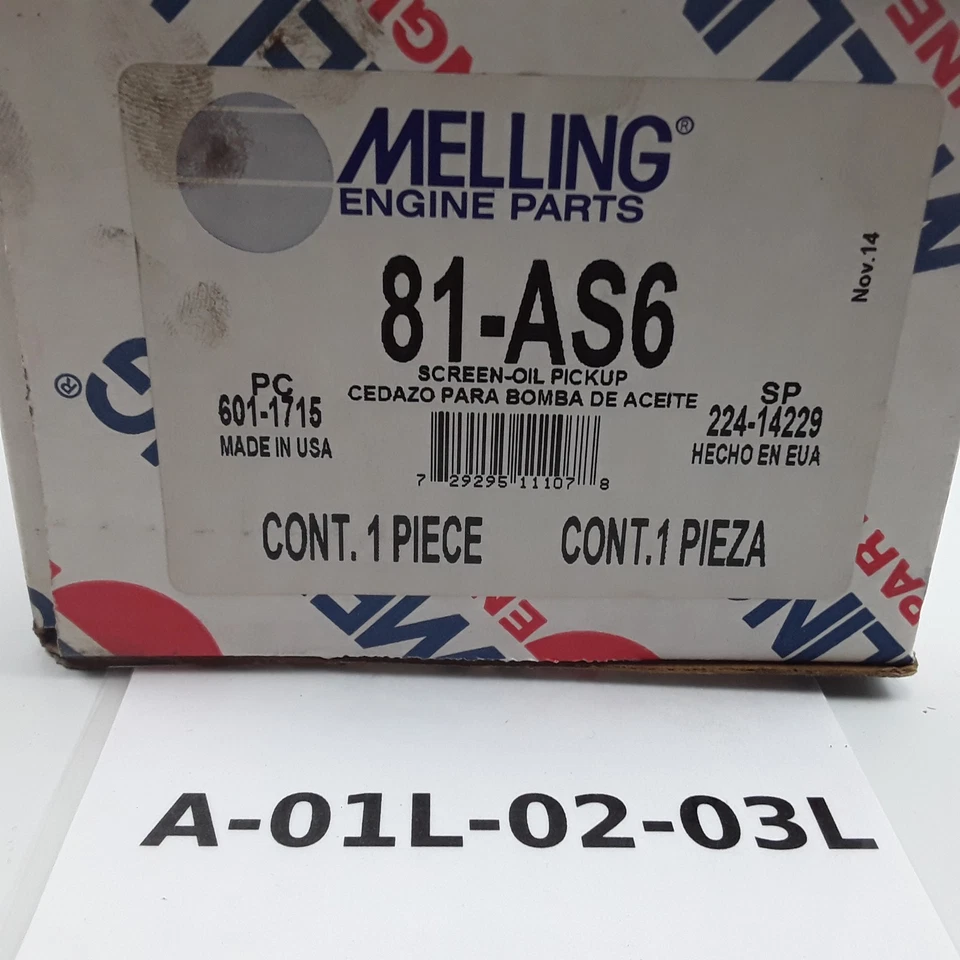 MELLING®
ENGINE PARTS
Nov.14
81-AS6
SCREEN-OIL PICKUP
CEDAZO PARA BOMBA DE ACEITE
PC
601-1715
MADE IN USA
SP
224-14229
HECHO EN EUA
7 29295 11107 8
CONT. 1 PIECE
CONT.1 PIEZA
A-01L-02-03L